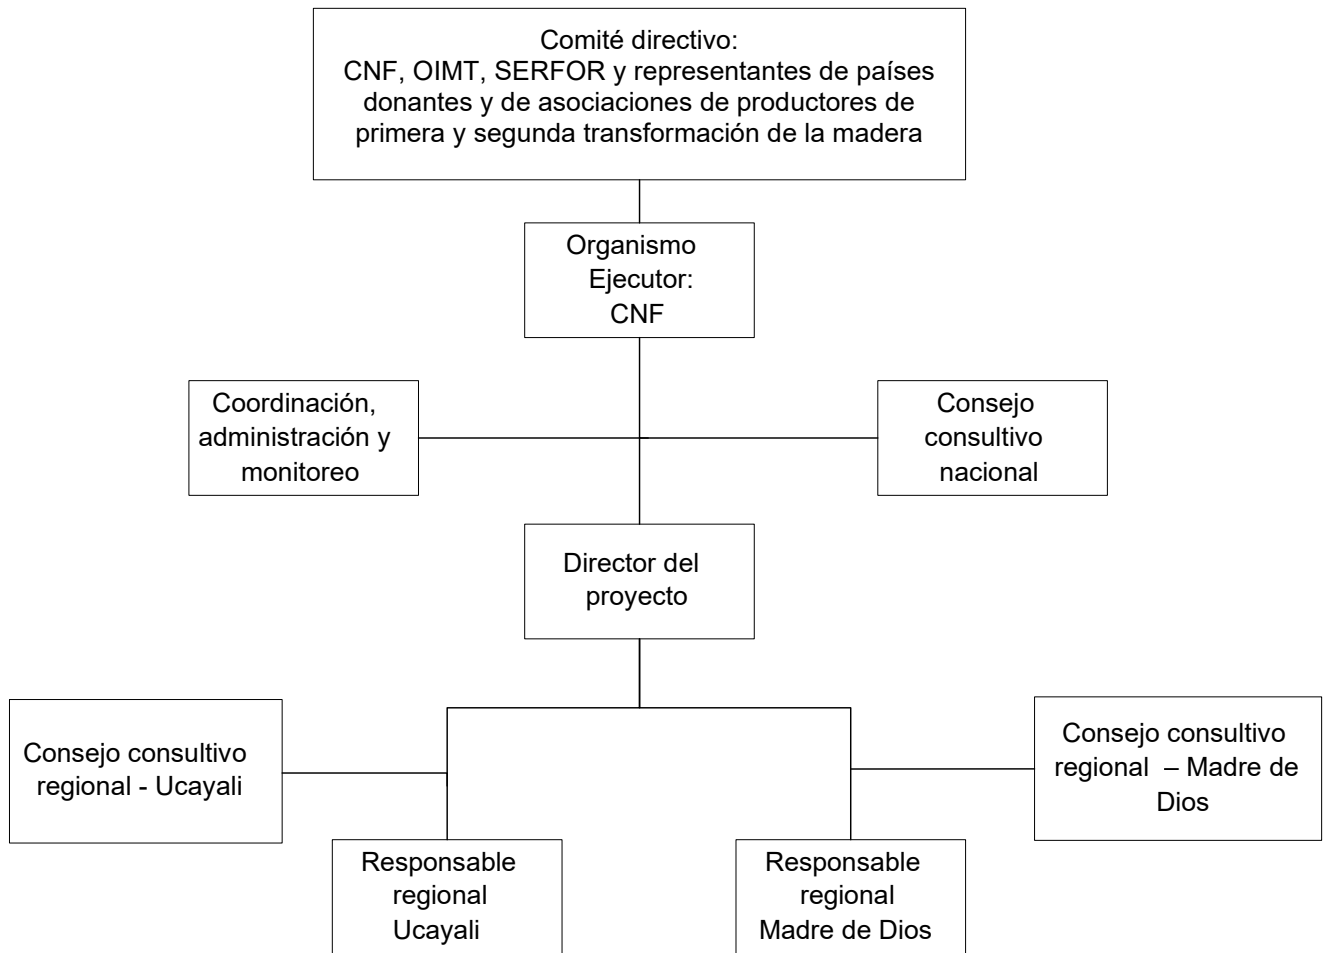 Comité directivo:
CNF, OIMT, SERFOR y representantes de países
donantes y de asociaciones de productores de
primera y segunda transformación de la madera
Organismo
Ejecutor:
CNF
Coordinación,
administración y
monitoreo
Consejo
consultivo
nacional
Director del
proyecto
Consejo consultivo
regional - Ucayali
Consejo consultivo
regional – Madre de
Dios
Responsable
regional
Ucayali
Responsable
regional
Madre de Dios